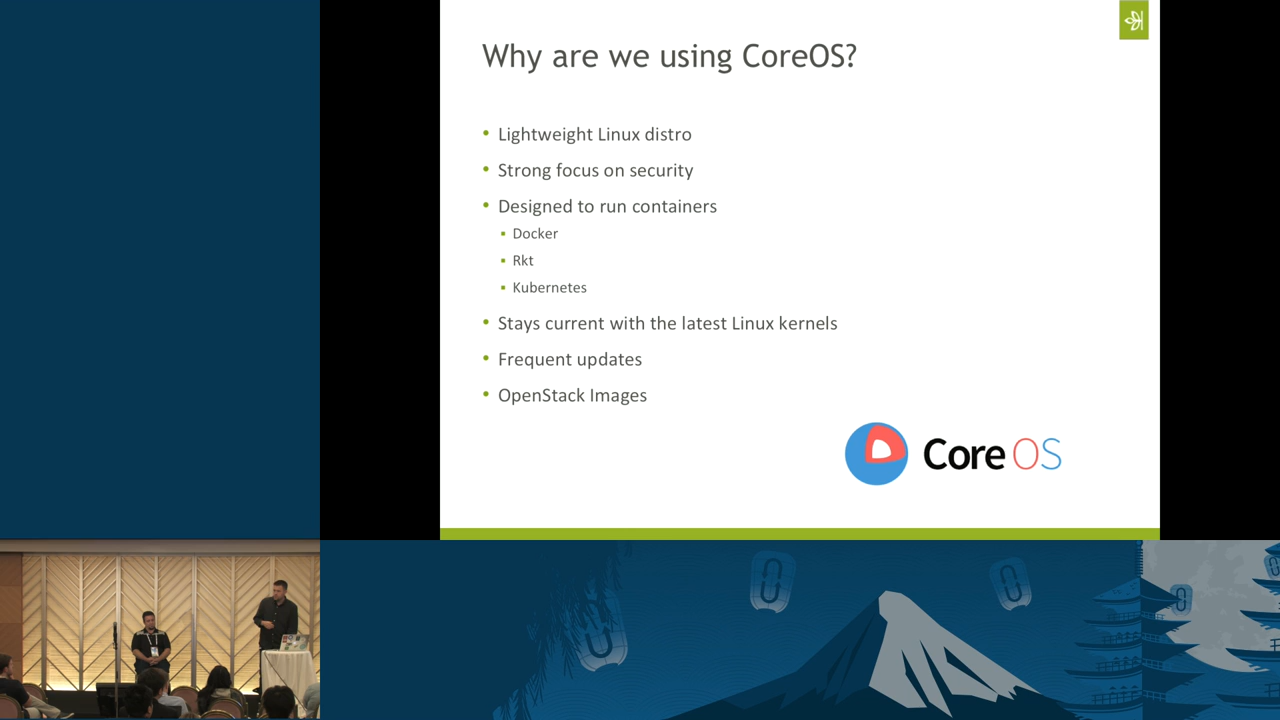 Why are we using CoreOS?
• Lightweight Linux distro
• Strong focus on security
• Designed to run containers
▪ Docker
▪ Rkt
▪ Kubernetes
• Stays current with the latest Linux kernels
• Frequent updates
• OpenStack Images
Core OS